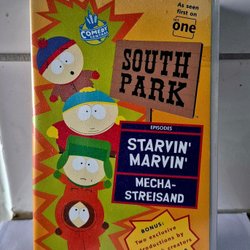 COMEDY
As seen
first on
one
SOUTH
PARK
EPISODES
STARVIN'
MARVIN'
MECHA-
STREISAND
BONUS:
Two exclusive